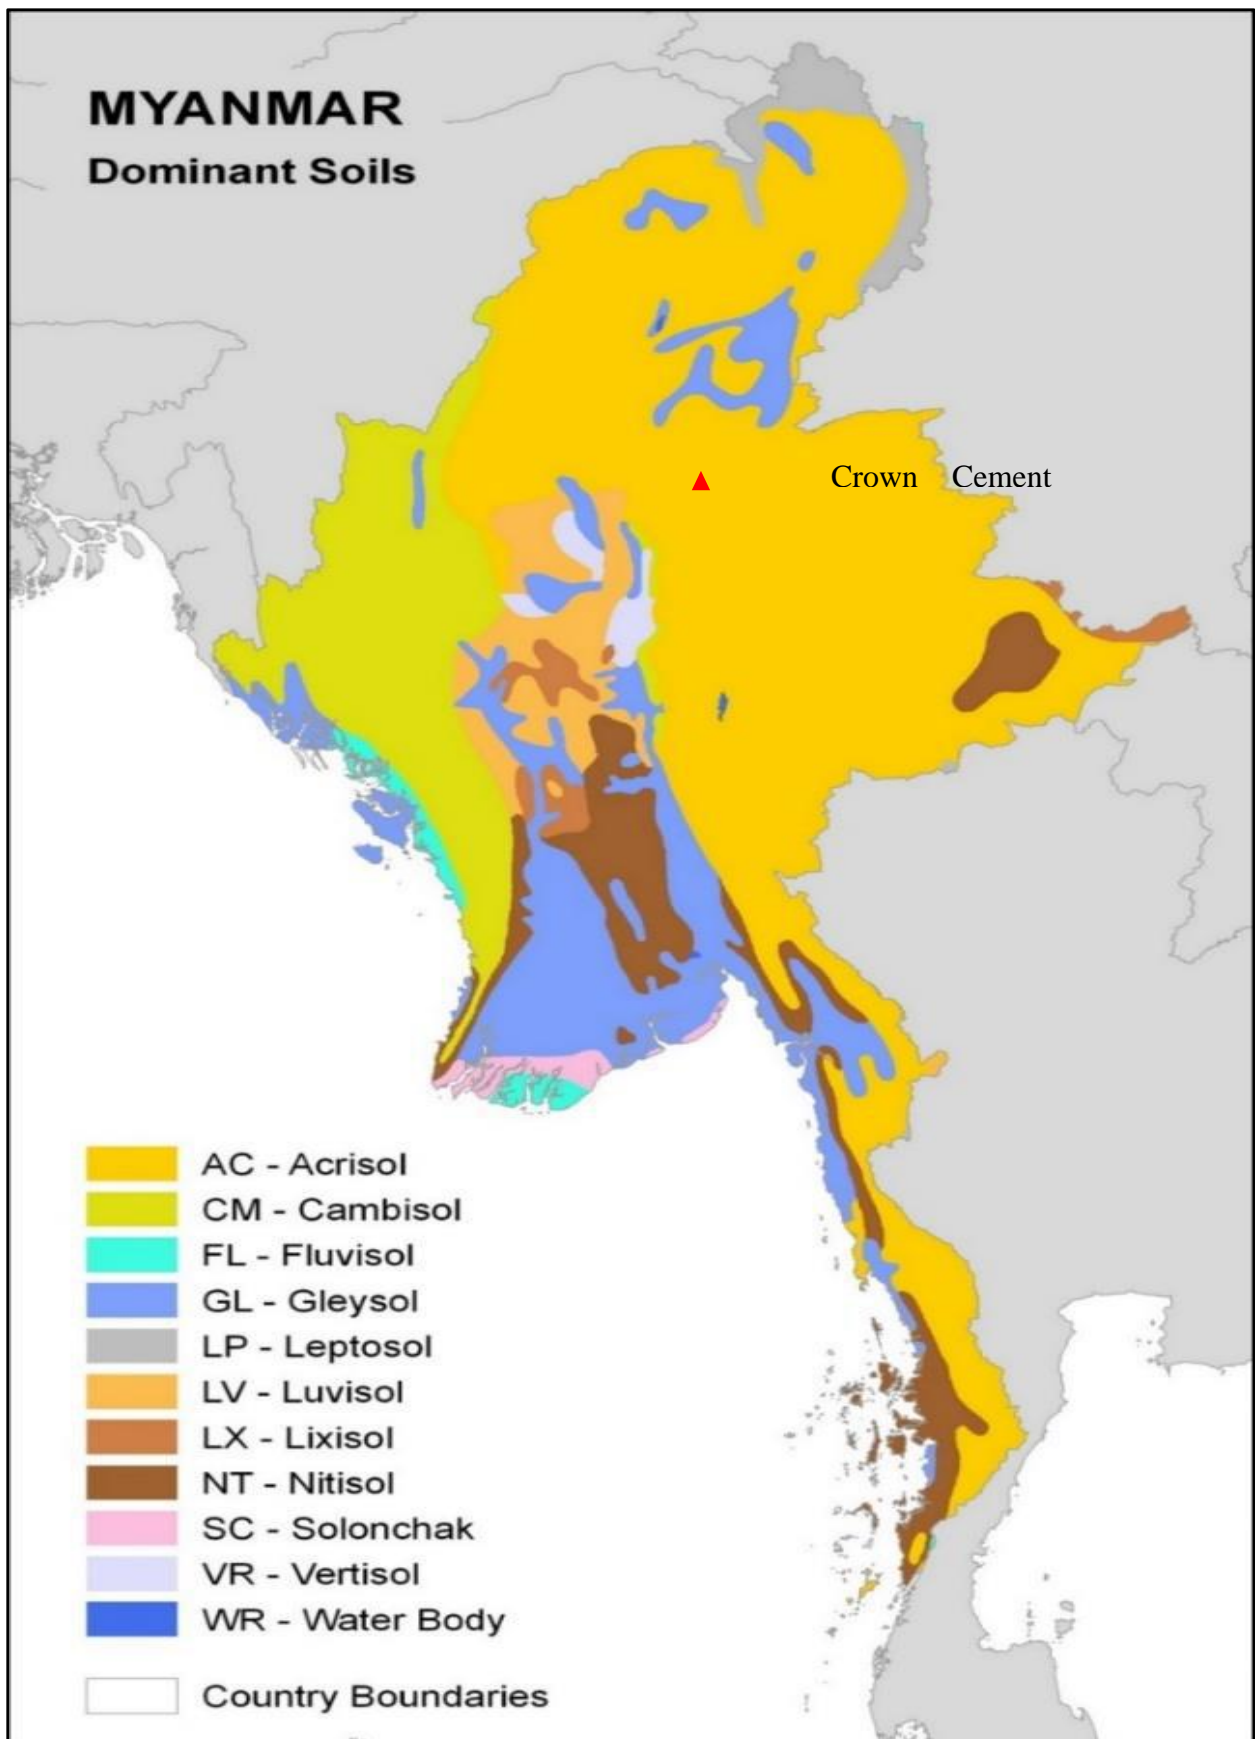 MYANMAR
Dominant Soils
Crown Cement
AC - Acrisol
CM - Cambisol
FL - Fluvisol
GL - Gleysol
LP - Leptosol
LV - Luvisol
LX - Lixisol
NT - Nitisol
SC - Solonchak
VR - Vertisol
WR - Water Body
Country Boundaries